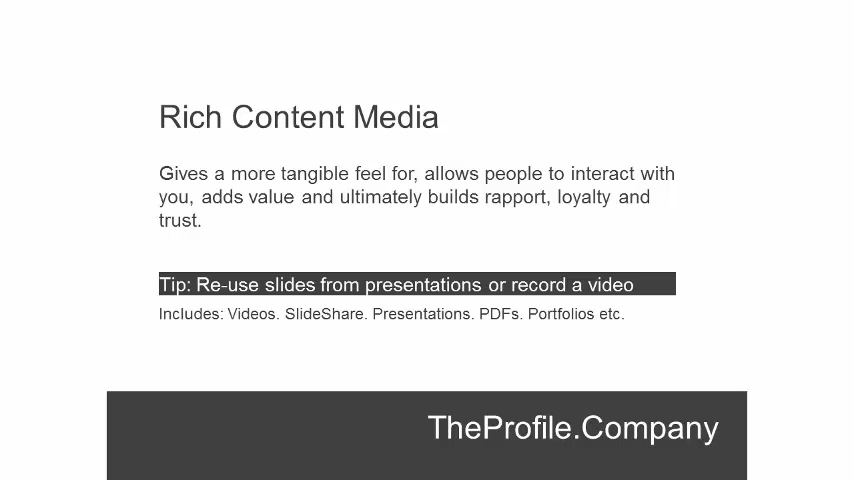 Rich Content Media
Gives a more tangible feel for, allows people to interact with
you, adds value and ultimately builds rapport, loyalty and
trust.
Tip: Re-use slides from presentations or record a video
Includes: Videos. SlideShare. Presentations. PDFs. Portfolios etc.
TheProfile.Company